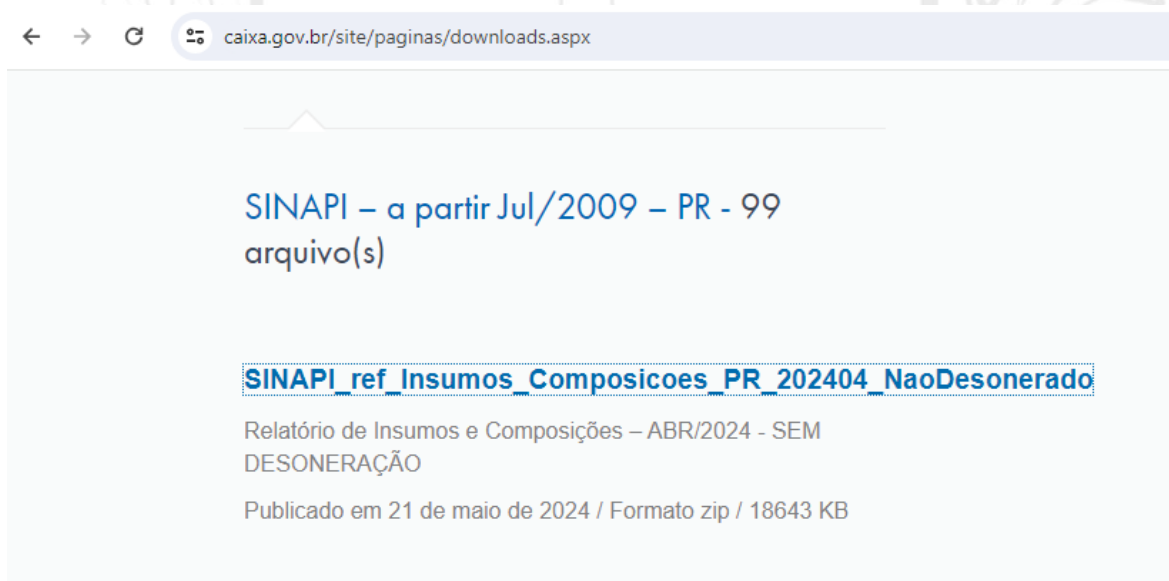 caixa.gov.br/site/paginas/downloads.aspx
SINAPI – a partir Jul/2009 – PR - 99
arquivo(s)
SINAPI_ref_Insumos_Composicoes_PR_202404_NaoDesonerado
Relatório de Insumos e Composições – ABR/2024 - SEM
DESONERAÇÃO
Publicado em 21 de maio de 2024 / Formato zip / 18643 KB